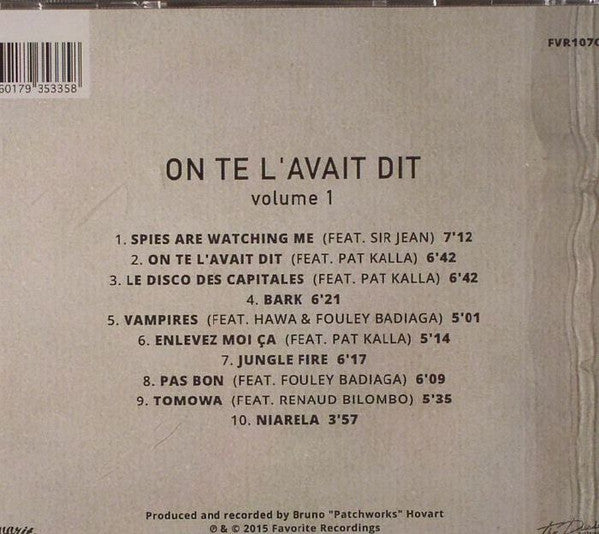 FVR107C
60179 353358
ON TE L'AVAIT DIT
volume 1
1. SPIES ARE WATCHING ME (FEAT. SIR JEAN) 7'12
2. ON TE L'AVAIT DIT (FEAT. PAT KALLA) 6'42
3. LE DISCO DES CAPITALES (FEAT. PAT KALLA) 6'42
4. BARK 6'21
5. VAMPIRES (FEAT. HAWA & FOULEY BADIAGA) 5'01
6. ENLEVEZ MOI ÇA (FEAT. PAT KALLA) 5'14
7. JUNGLE FIRE 6'17
8. PAS BON (FEAT. FOULEY BADIAGA) 6'09
9. TOMOWA (FEAT. RENAUD BILOMBO) 5'35
10. NIARELA 3'57
Produced and recorded by Bruno "Patchworks" Hovart
℗ & © 2015 Favorite Recordings